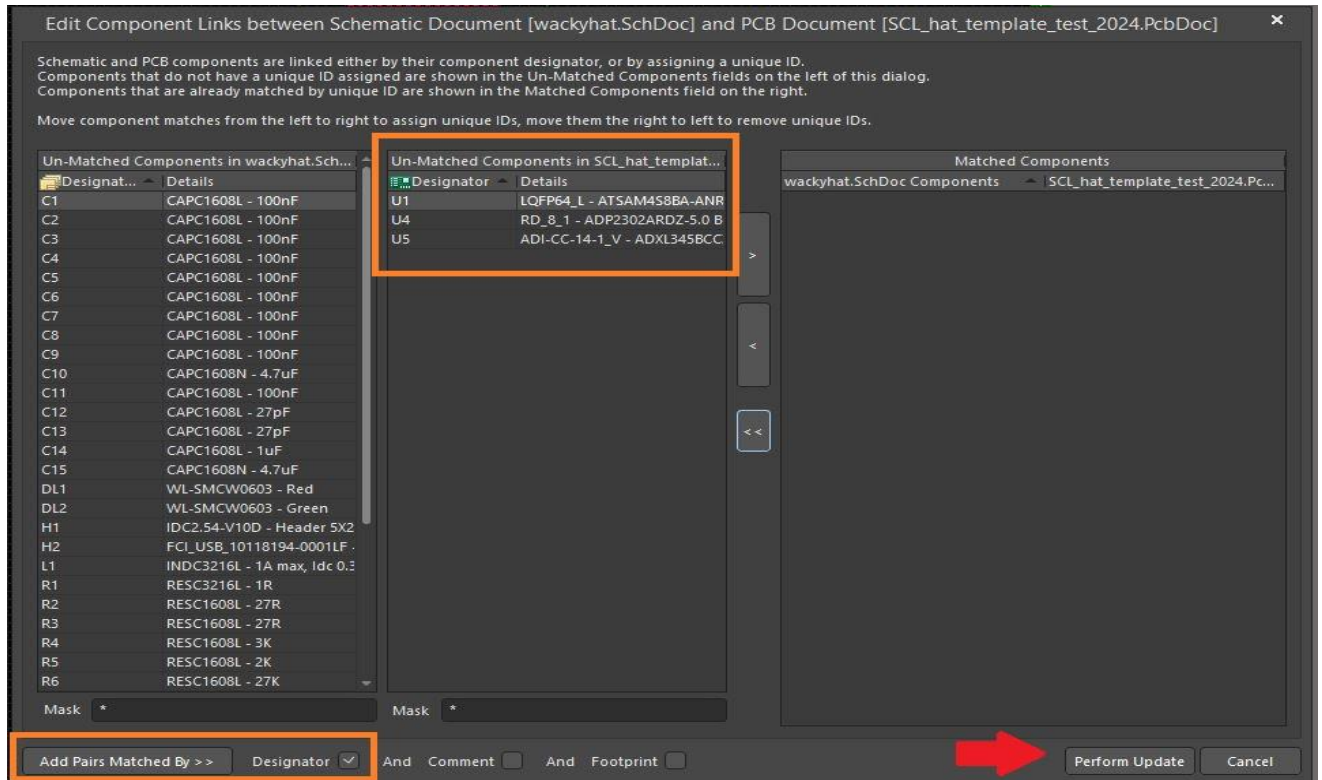 Edit Component Links between Schematic Document [wackyhat.SchDoc] and PCB Document [SCL_hat_template_test_2024.PcbDoc]
Schematic and PCB components are linked either by their component designator, or by assigning a unique ID.
Components that do not have a unique ID assigned are shown in the Un-Matched Components fields on the left of this dialog.
Components that are already matched by unique ID are shown in the Matched Components field on the right.
Move component matches from the left to right to assign unique IDs, move them the right to left to remove unique IDs.
Un-Matched Components in wackyhat.Sch...
Designat... Details
C1 CAPC1608L - 100nF
C2 CAPC1608L - 100nF
C3 CAPC1608L - 100nF
C4 CAPC1608L - 100nF
C5 CAPC1608L - 100nF
C6 CAPC1608L - 100nF
C7 CAPC1608L - 100nF
C8 CAPC1608L - 100nF
C9 CAPC1608L - 100nF
C10 CAPC1608N - 4.7uF
C11 CAPC1608L - 100nF
C12 CAPC1608L - 27pF
C13 CAPC1608L - 27pF
C14 CAPC1608L - 1uF
C15 CAPC1608N - 4.7uF
DL1 WL-SMCW0603 - Red
DL2 WL-SMCW0603 - Green
H1 IDC2.54-V10D - Header 5X2
H2 FCI_USB_10118194-0001LF -
L1 INDC3216L - 1A max, Idc 0.3
R1 RESC3216L - 1R
R2 RESC1608L - 27R
R3 RESC1608L - 27R
R4 RESC1608L - 3K
R5 RESC1608L - 2K
R6 RESC1608L - 27K
Mask *
Un-Matched Components in SCL_hat_templat...
Designator Details
U1 LQFP64_L - ATSAM4S8BA-ANR
U4 RD_8_1 - ADP2302ARDZ-5.0 B
U5 ADI-CC-14-1_V - ADXL345BCC
Mask *
>
<
<<
Matched Components
wackyhat.SchDoc Components SCL_hat_template_test_2024.Pc...
Add Pairs Matched By >> Designator And Comment And Footprint Perform Update Cancel